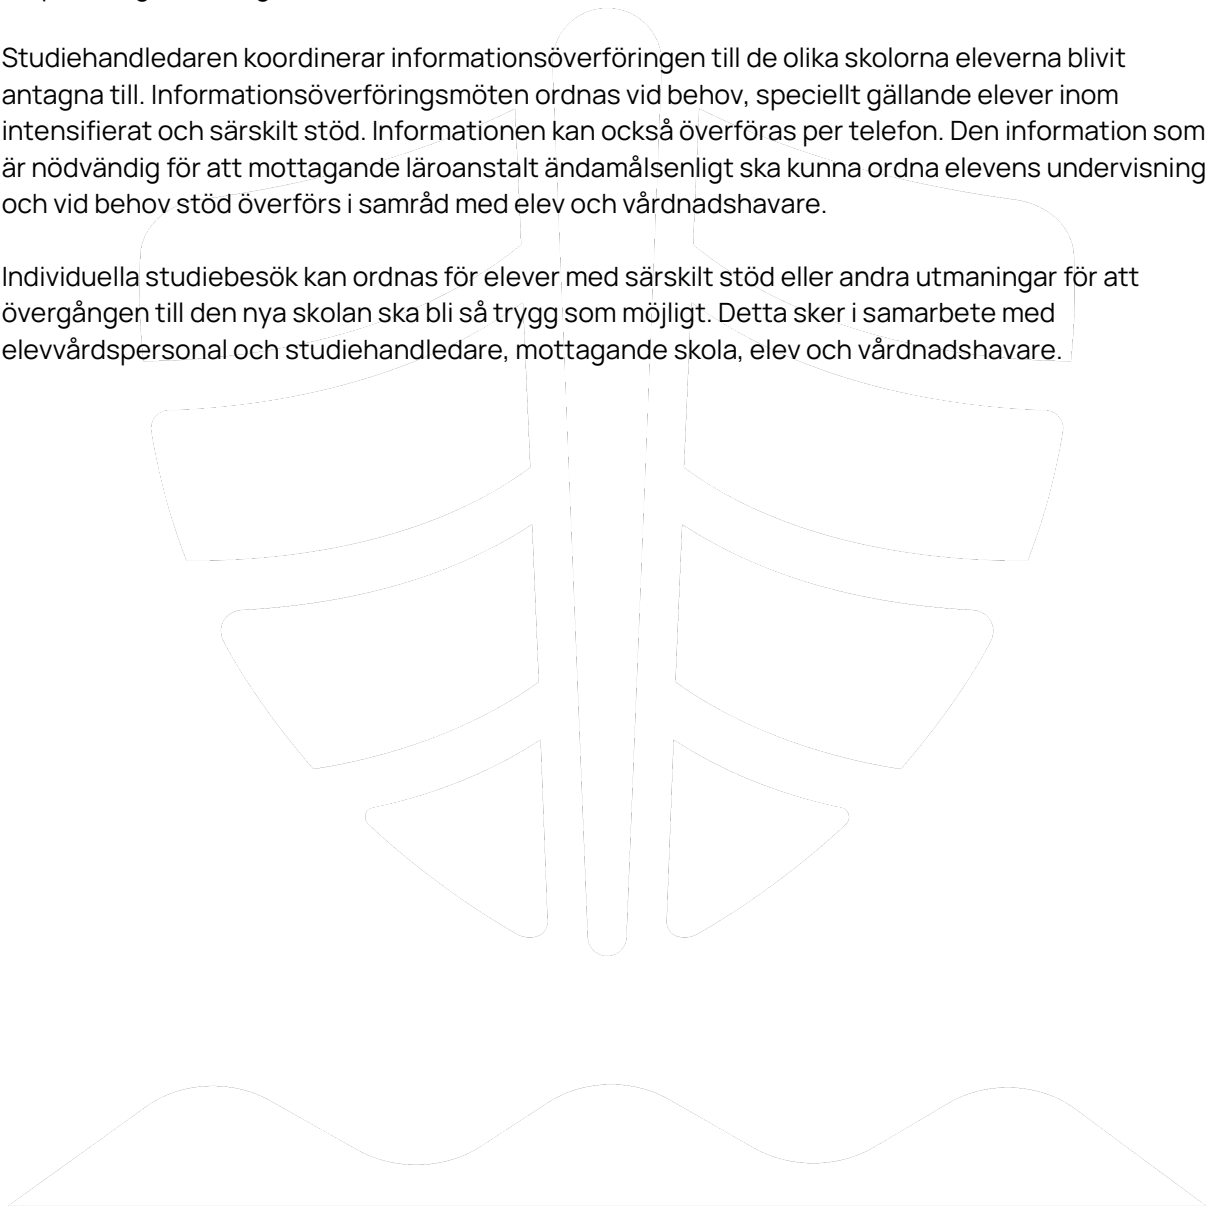 Studiehandledaren koordinerar informationsöverföringen till de olika skolorna eleverna blivit
antagna till. Informationsöverföringsmöten ordnas vid behov, speciellt gällande elever inom
intensifierat och särskilt stöd. Informationen kan också överföras per telefon. Den information som
är nödvändig för att mottagande läroanstalt ändamålsenligt ska kunna ordna elevens undervisning
och vid behov stöd överförs i samråd med elev och vårdnadshavare.
Individuella studiebesök kan ordnas för elever med särskilt stöd eller andra utmaningar för att
övergången till den nya skolan ska bli så trygg som möjligt. Detta sker i samarbete med
elevvårdspersonal och studiehandledare, mottagande skola, elev och vårdnadshavare.